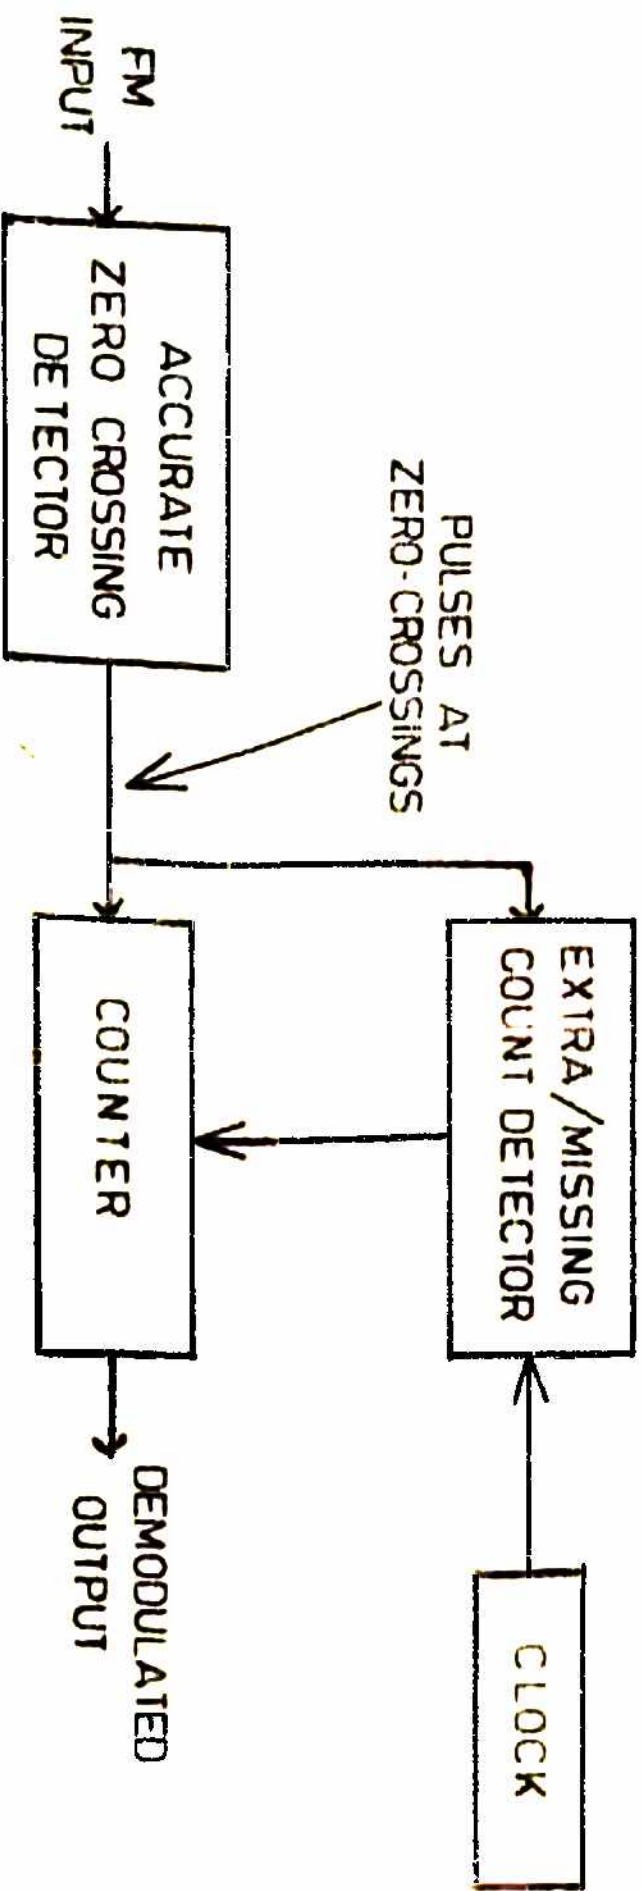 FM
INPUT
ACCURATE
ZERO CROSSING
DETECTOR
PULSES AT
ZERO-CROSSINGS
EXTRA/MISSING
COUNT DETECTOR
COUNTER
CLOCK
DEMODULATED
OUTPUT